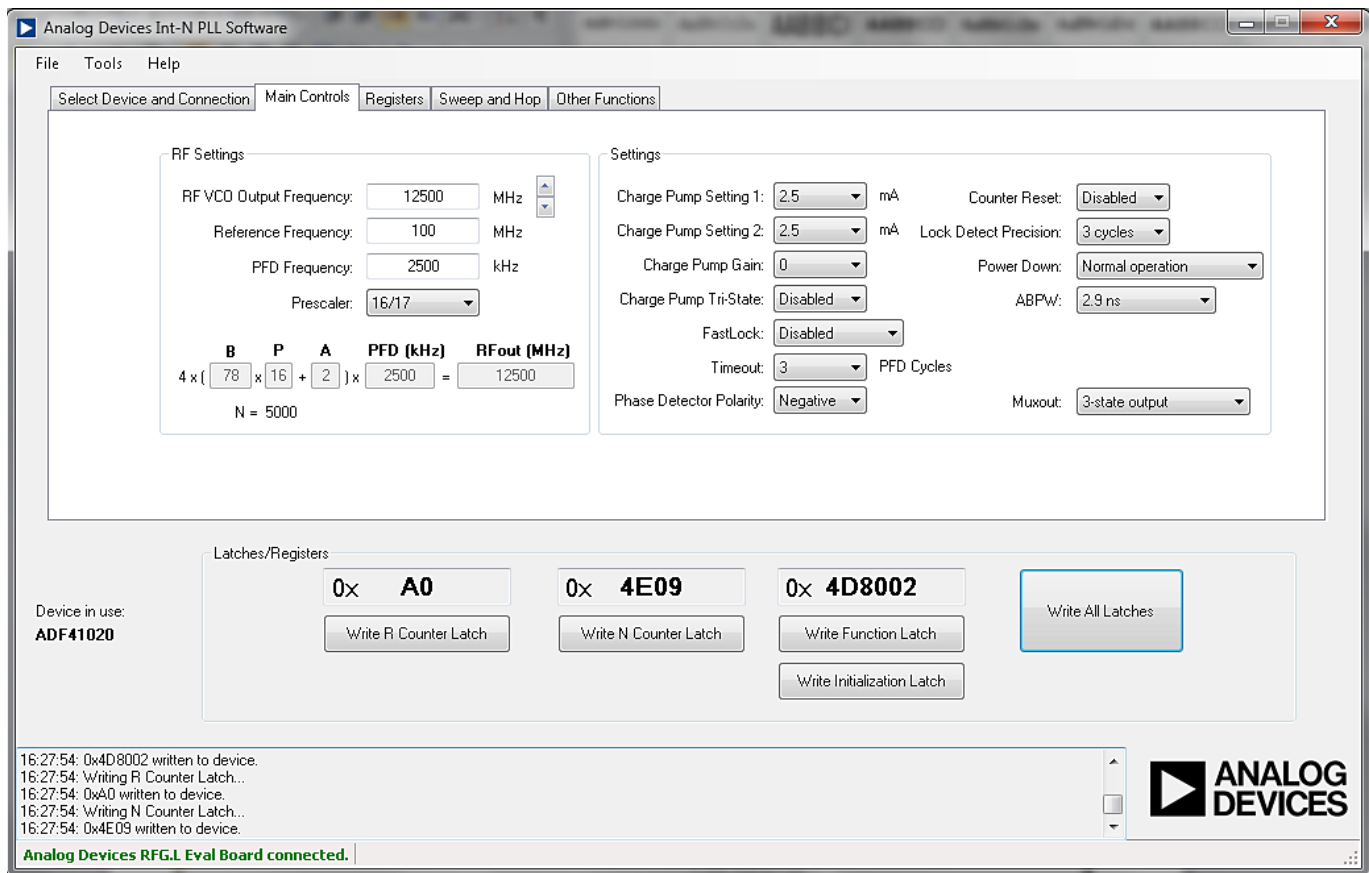 Analog Devices Int-N PLL Software
File Tools Help
Select Device and Connection Main Controls Registers Sweep and Hop Other Functions
RF Settings
RF VCO Output Frequency: 12500 MHz
Reference Frequency: 100 MHz
PFD Frequency: 2500 kHz
Prescaler: 16/17
B P A PFD (kHz) RFout (MHz)
4 x ( 78 x 16 + 2 ) x 2500 = 12500
N = 5000
Settings
Charge Pump Setting 1: 2.5 mA
Charge Pump Setting 2: 2.5 mA
Charge Pump Gain: 0
Charge Pump Tri-State: Disabled
FastLock: Disabled
Timeout: 3 PFD Cycles
Phase Detector Polarity: Negative
Counter Reset: Disabled
Lock Detect Precision: 3 cycles
Power Down: Normal operation
ABPW: 2.9 ns
Muxout: 3-state output
Latches/Registers
Device in use:
ADF41020
0x A0 0x 4E09 0x 4D8002
Write R Counter Latch Write N Counter Latch Write Function Latch Write All Latches
Write Initialization Latch
16:27:54: 0x4D8002 written to device.
16:27:54: Writing R Counter Latch...
16:27:54: 0xA0 written to device.
16:27:54: Writing N Counter Latch...
16:27:54: 0x4E09 written to device.
ANALOG
DEVICES
Analog Devices RFG.L Eval Board connected.